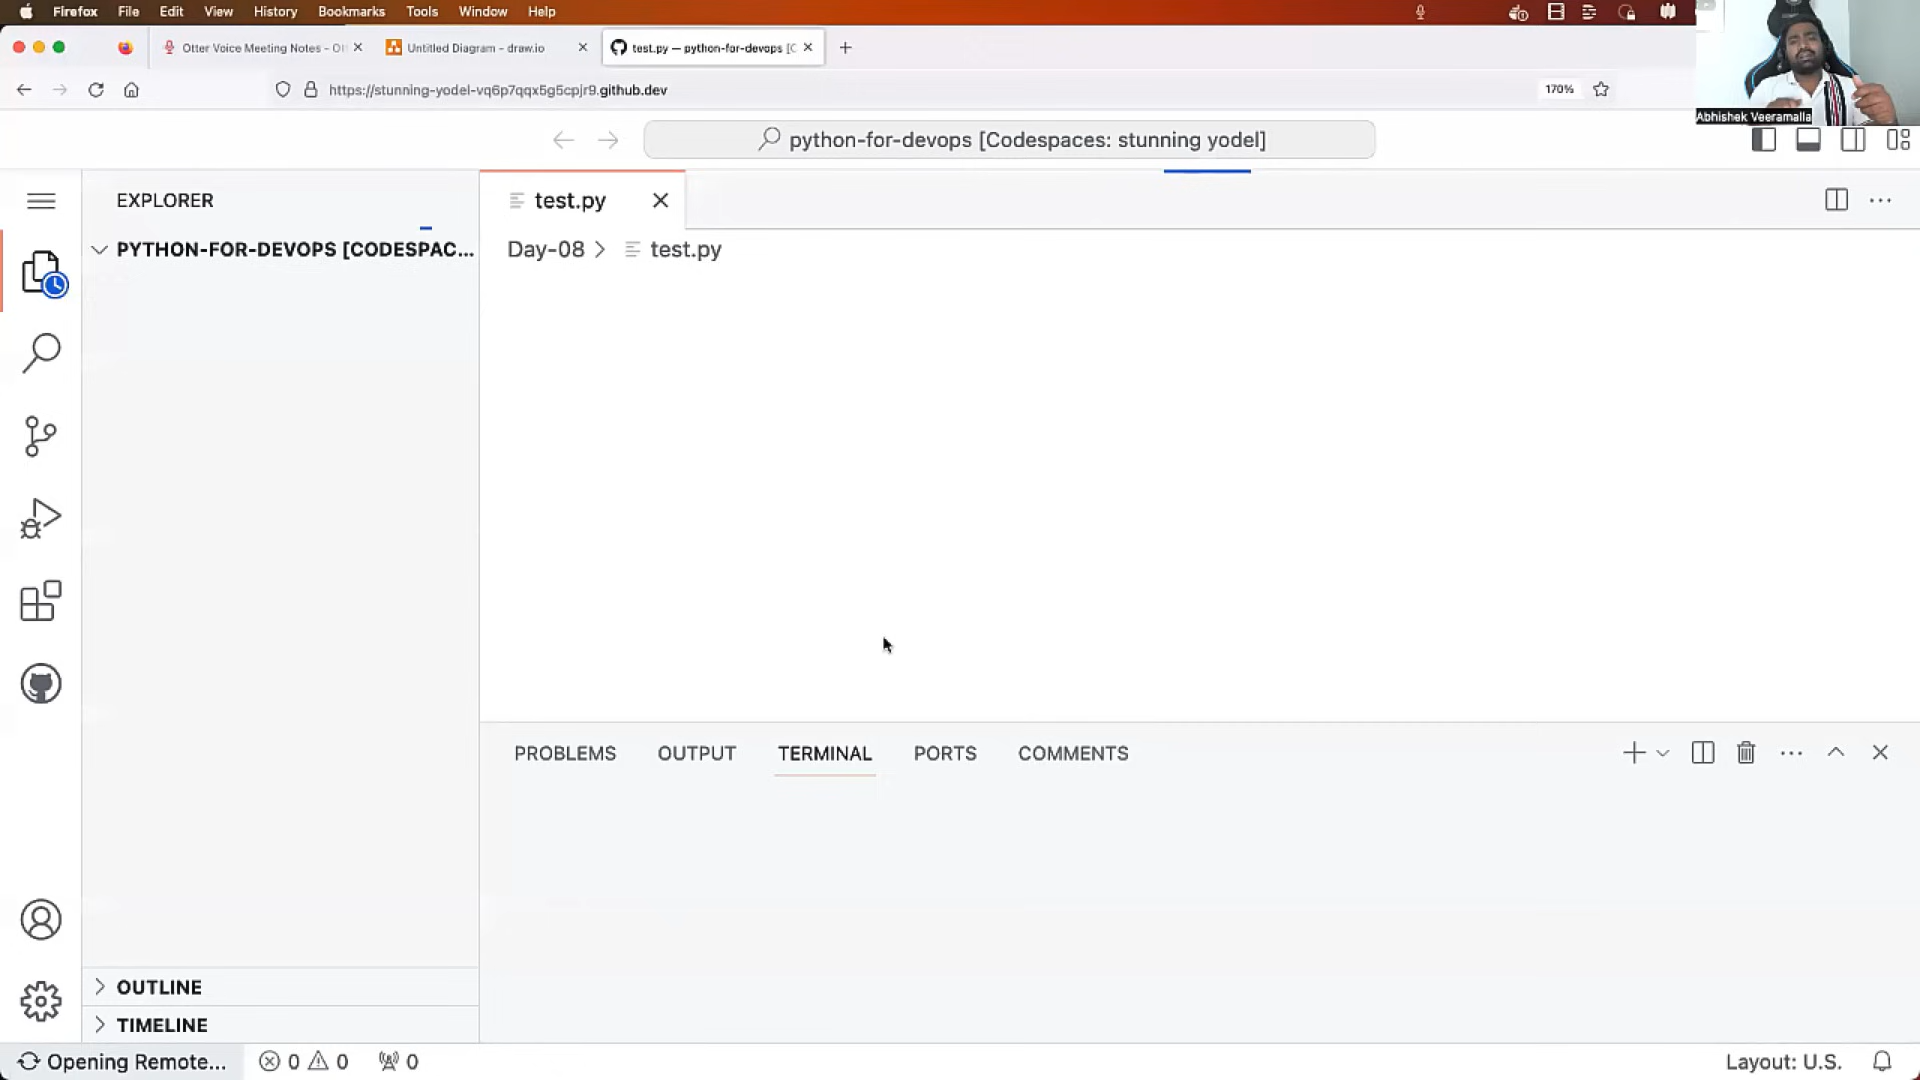 Firefox File Edit View History Bookmarks Tools Window Help
Otter Voice Meeting Notes - Ot
Untitled Diagram - draw.io
test.py — python-for-devops [C
https://stunning-yodel-vq6p7qqx5g5cpjr9.github.dev
170%
Abhishek Veeramalla
python-for-devops [Codespaces: stunning yodel]
EXPLORER
test.py
PYTHON-FOR-DEVOPS [CODESPAC...
Day-08 > test.py
PROBLEMS OUTPUT TERMINAL PORTS COMMENTS
OUTLINE
TIMELINE
Opening Remote... 0 0 0
Layout: U.S.